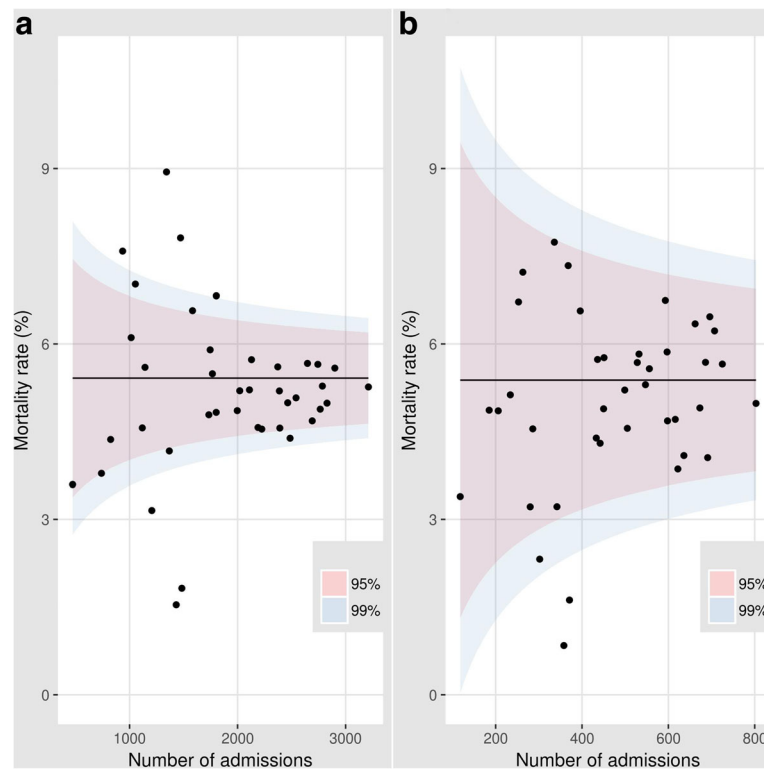 a
Mortality rate (%)
9
6
3
0
1000 2000 3000
Number of admissions
95%
99%
b
Mortality rate (%)
9
6
3
0
200 400 600 800
Number of admissions
95%
99%